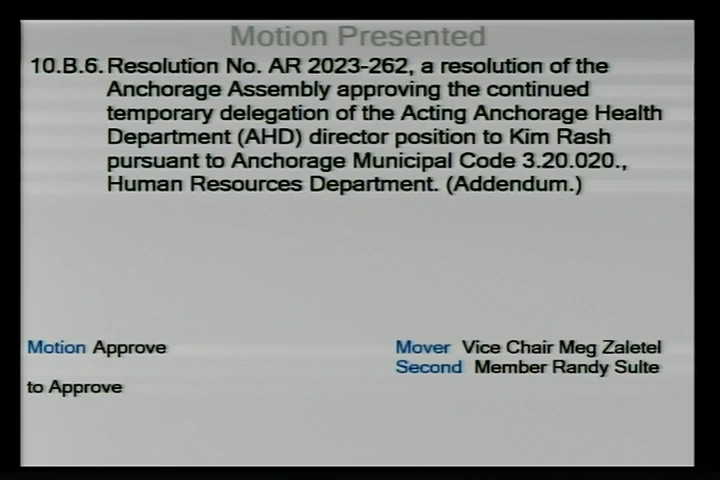 Motion Presented
10.B.6. Resolution No. AR 2023-262, a resolution of the
Anchorage Assembly approving the continued
temporary delegation of the Acting Anchorage Health
Department (AHD) director position to Kim Rash
pursuant to Anchorage Municipal Code 3.20.020.,
Human Resources Department. (Addendum.)
Motion Approve
Mover Vice Chair Meg Zaletel
Second Member Randy Sulte
to Approve